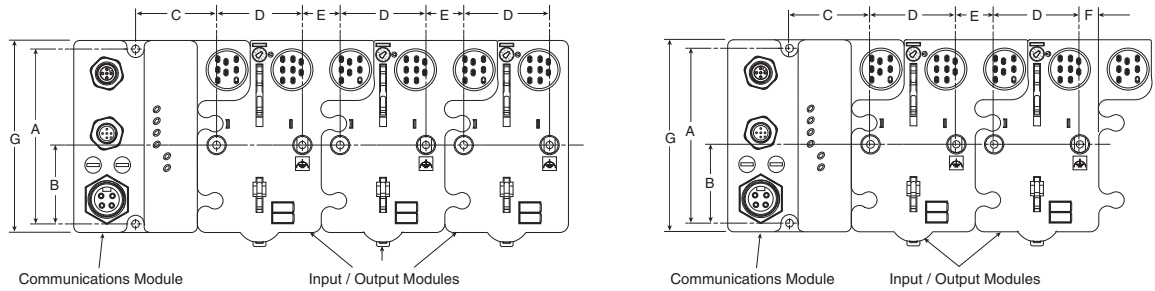 C D E D E D
G
A
B
Communications Module
Input / Output Modules
C D E D F
G
A
B
Communications Module
Input / Output Modules